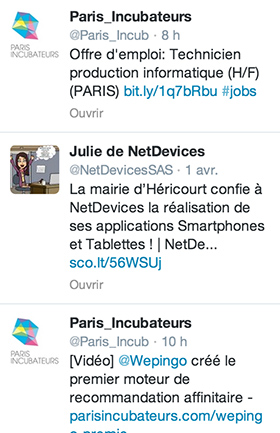 Paris_Incubateurs
@Paris_Incub · 8 h
Offre d'emploi: Technicien
production informatique (H/F)
(PARIS) bit.ly/1q7bRbu #jobs
Ouvrir
PARIS
INCUBATEURS
Julie de NetDevices
@NetDevicesSAS · 1 avr.
La mairie d'Héricourt confie à
NetDevices la réalisation de
ses applications Smartphones
et Tablettes ! | NetDe...
sco.lt/56WSUj
Ouvrir
Paris_Incubateurs
@Paris_Incub · 10 h
PARIS
INCUBATEURS
[Vidéo] @Wepingo créé le
premier moteur de
recommandation affinitaire -
parisincubateurs.com/weping